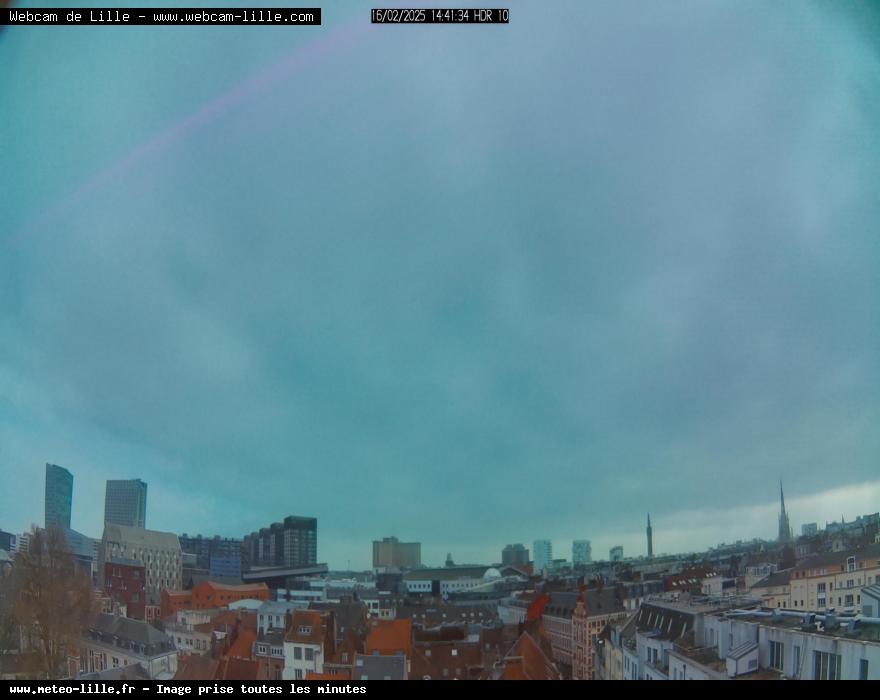 Webcam de Lille - www.webcam-lille.com
16/02/2025 14:41:34 HDR 10
www.meteo-lille.fr - Image prise toutes les minutes